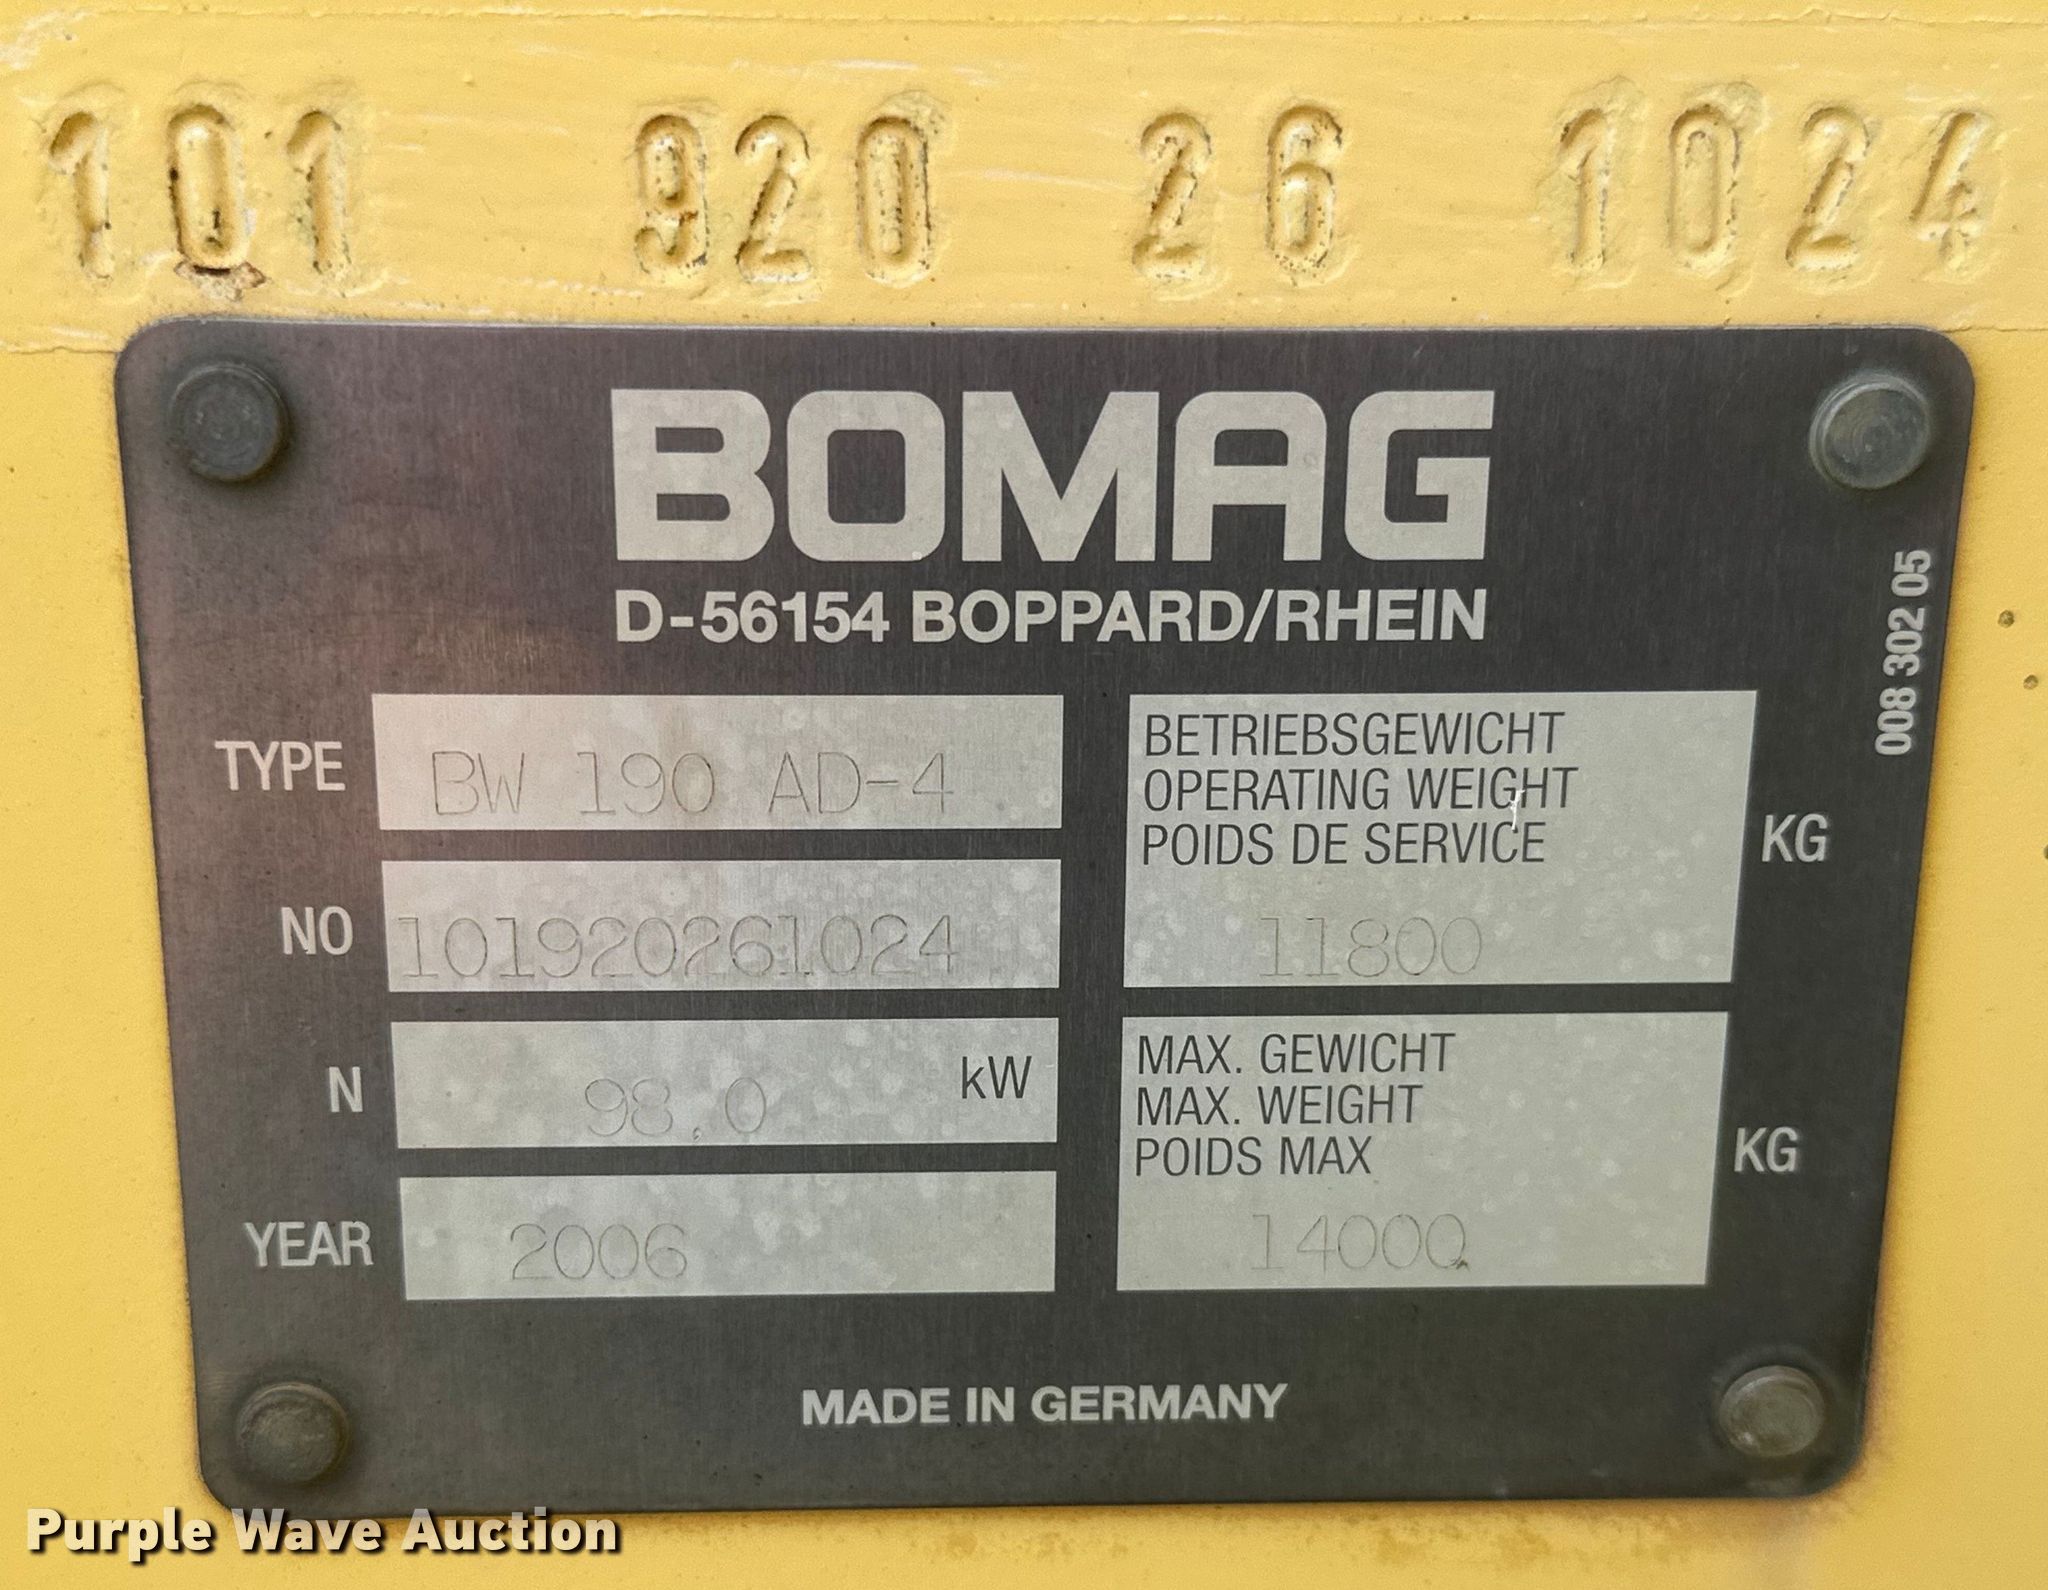 101 920 26 1024
BOMAG
D-56154 BOPPARD/RHEIN
008 302 05
TYPE BW 190 AD-4
NO 101920261024
N 98.0 kW
YEAR 2006
BETRIEBSGEWICHT
OPERATING WEIGHT
POIDS DE SERVICE
11800 KG
MAX. GEWICHT
MAX. WEIGHT
POIDS MAX
14000 KG
MADE IN GERMANY
Purple Wave Auction